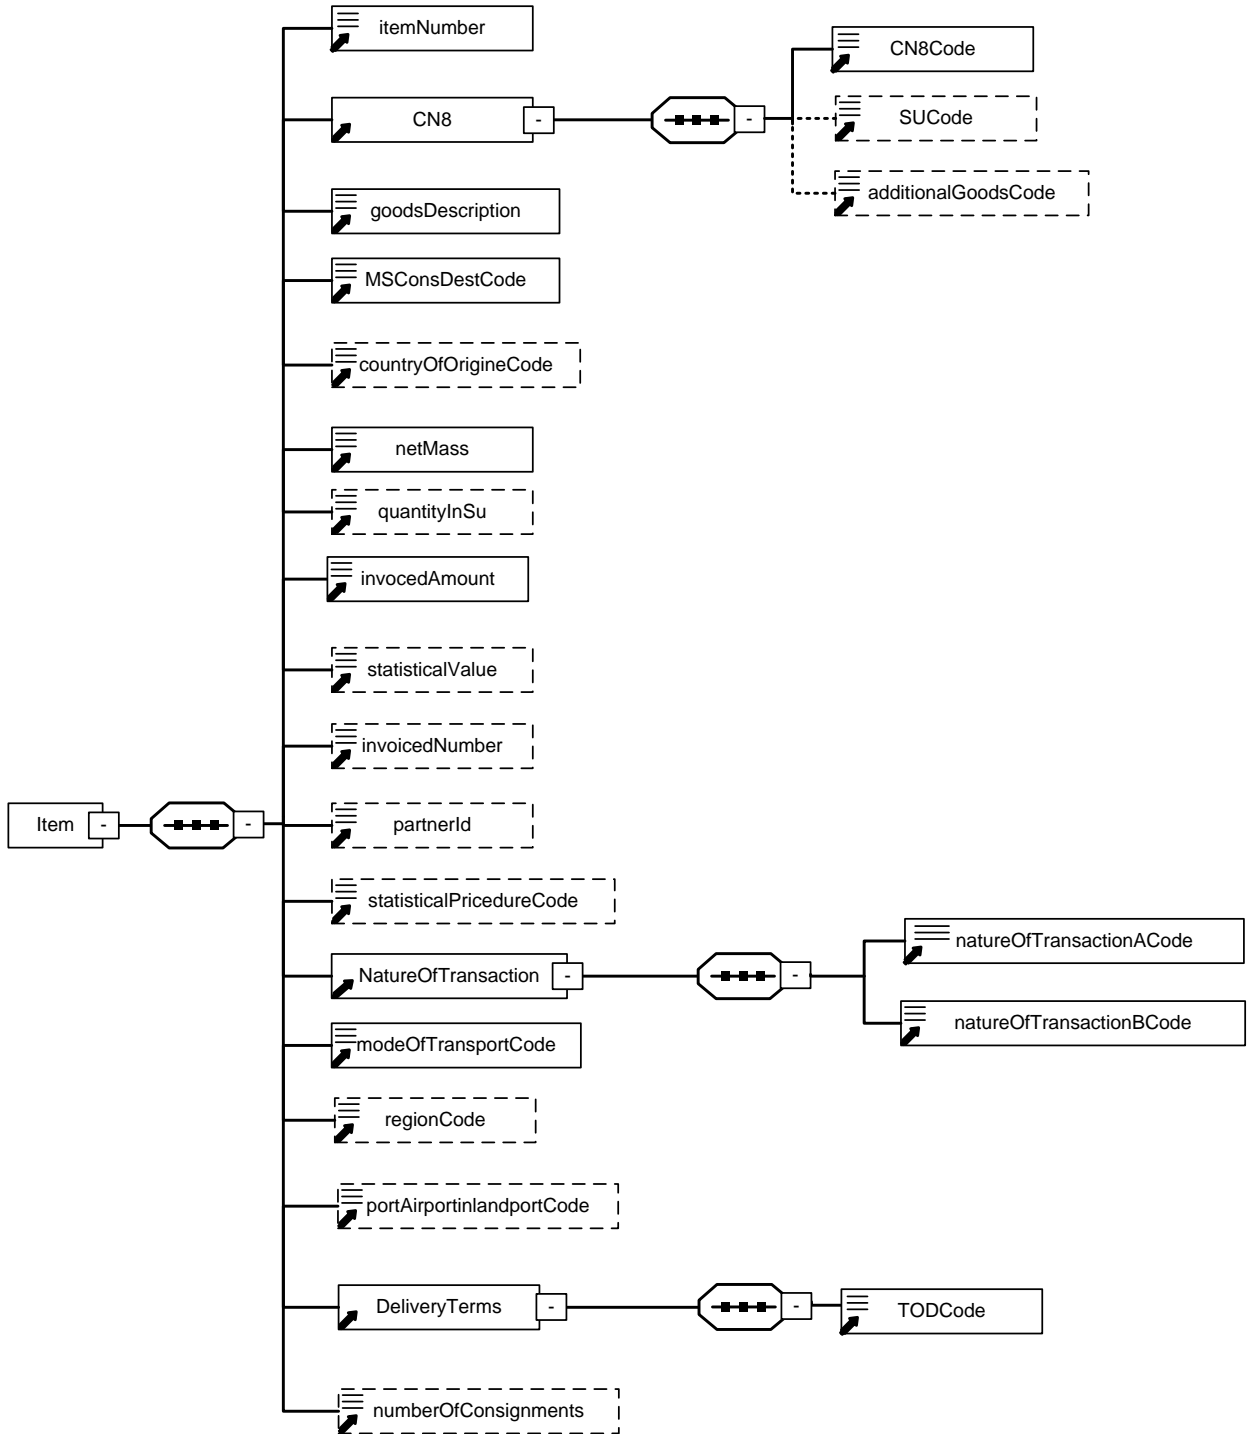 itemNumber
CN8
-
-
CN8Code
SUCode
additionalGoodsCode
goodsDescription
MSConsDestCode
countryOfOrigineCode
netMass
quantityInSu
invocedAmount
statisticalValue
invoicedNumber
Item
-
-
partnerId
statisticalPricedureCode
NatureOfTransaction
-
-
natureOfTransactionACode
natureOfTransactionBCode
modeOfTransportCode
regionCode
portAirportinlandportCode
DeliveryTerms
-
-
TODCode
numberOfConsignments